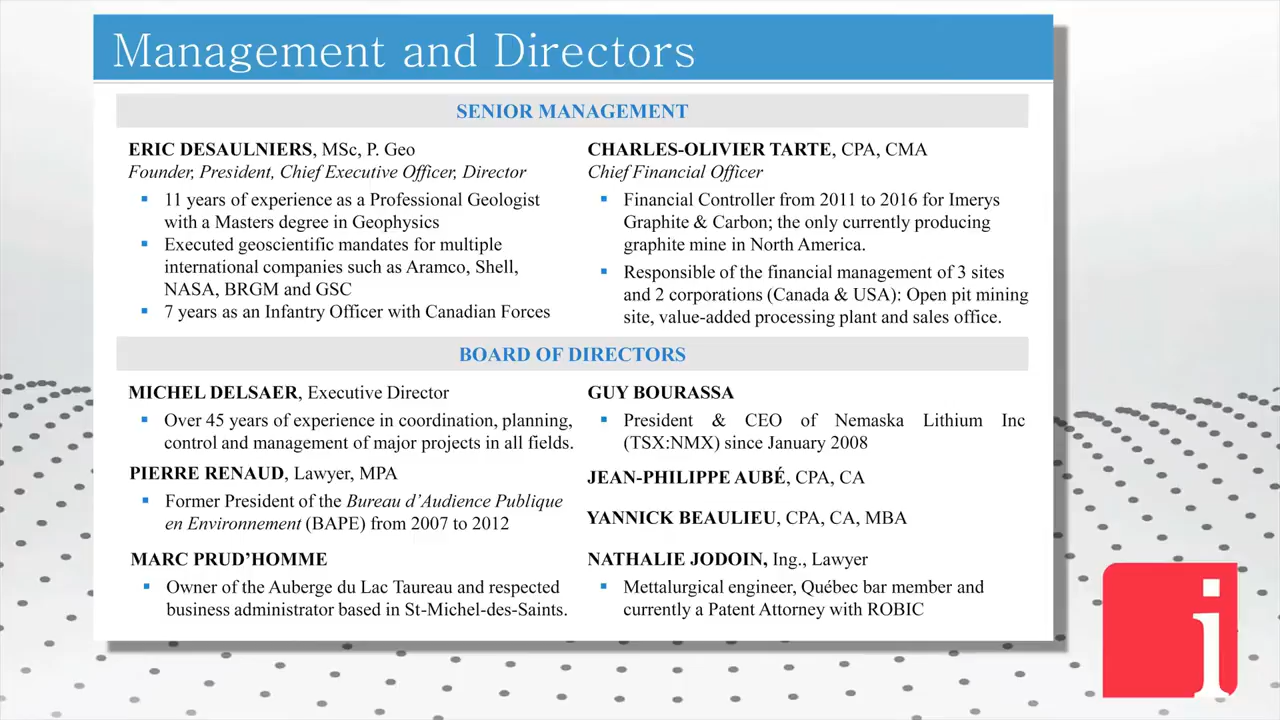 Management and Directors
SENIOR MANAGEMENT
ERIC DESAULNIERS, MSc, P. Geo
Founder, President, Chief Executive Officer, Director
▪ 11 years of experience as a Professional Geologist
with a Masters degree in Geophysics
▪ Executed geoscientific mandates for multiple
international companies such as Aramco, Shell,
NASA, BRGM and GSC
▪ 7 years as an Infantry Officer with Canadian Forces
CHARLES-OLIVIER TARTE, CPA, CMA
Chief Financial Officer
▪ Financial Controller from 2011 to 2016 for Imerys
Graphite & Carbon; the only currently producing
graphite mine in North America.
▪ Responsible of the financial management of 3 sites
and 2 corporations (Canada & USA): Open pit mining
site, value-added processing plant and sales office.
BOARD OF DIRECTORS
MICHEL DELSAER, Executive Director
▪ Over 45 years of experience in coordination, planning,
control and management of major projects in all fields.
PIERRE RENAUD, Lawyer, MPA
▪ Former President of the Bureau d’Audience Publique
en Environnement (BAPE) from 2007 to 2012
MARC PRUD’HOMME
▪ Owner of the Auberge du Lac Taureau and respected
business administrator based in St-Michel-des-Saints.
GUY BOURASSA
▪ President & CEO of Nemaska Lithium Inc
(TSX:NMX) since January 2008
JEAN-PHILIPPE AUBÉ, CPA, CA
YANNICK BEAULIEU, CPA, CA, MBA
NATHALIE JODOIN, Ing., Lawyer
▪ Mettalurgical engineer, Québec bar member and
currently a Patent Attorney with ROBIC
i